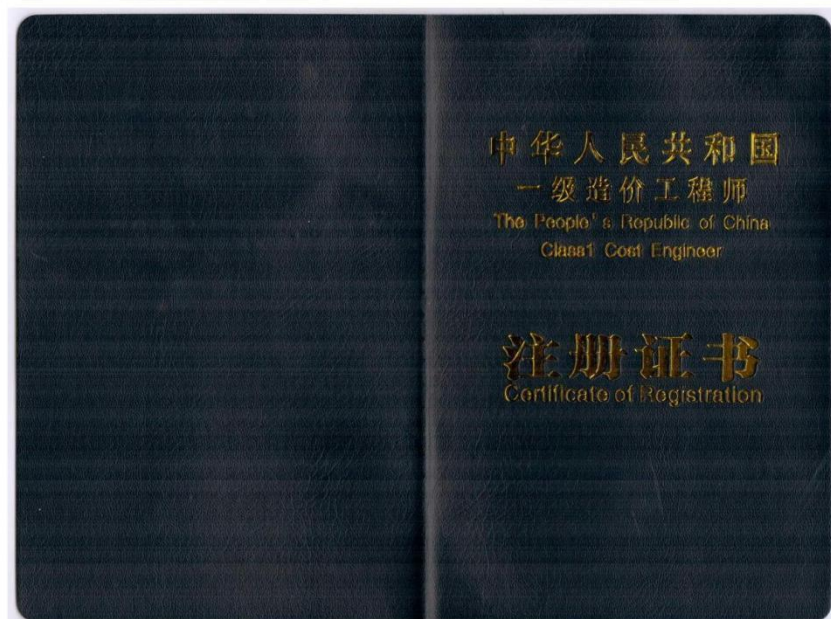 中华人民共和国
一级造价工程师
The People's Republic of China
Class1 Cost Engineer
注册证书
Certificate of Registration